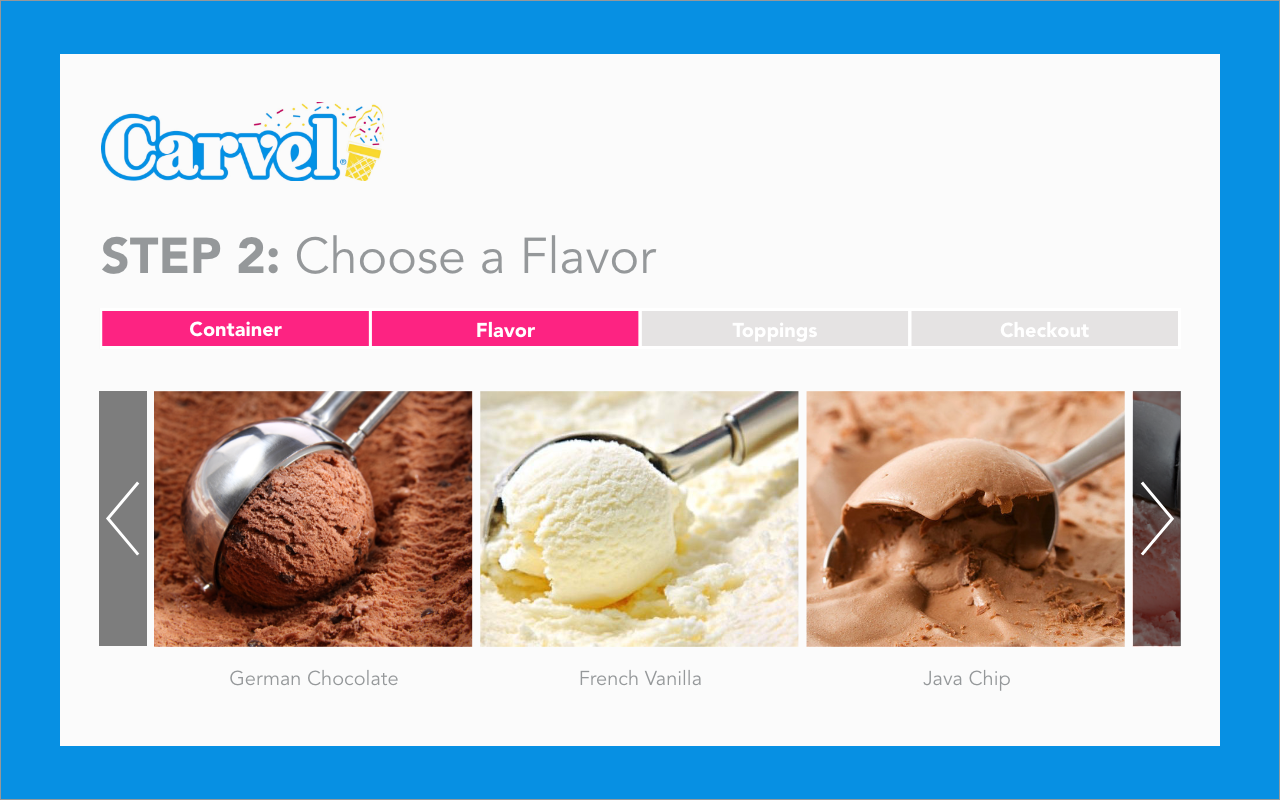 Carvel®
STEP 2: Choose a Flavor
Container Flavor Toppings Checkout
German Chocolate French Vanilla Java Chip